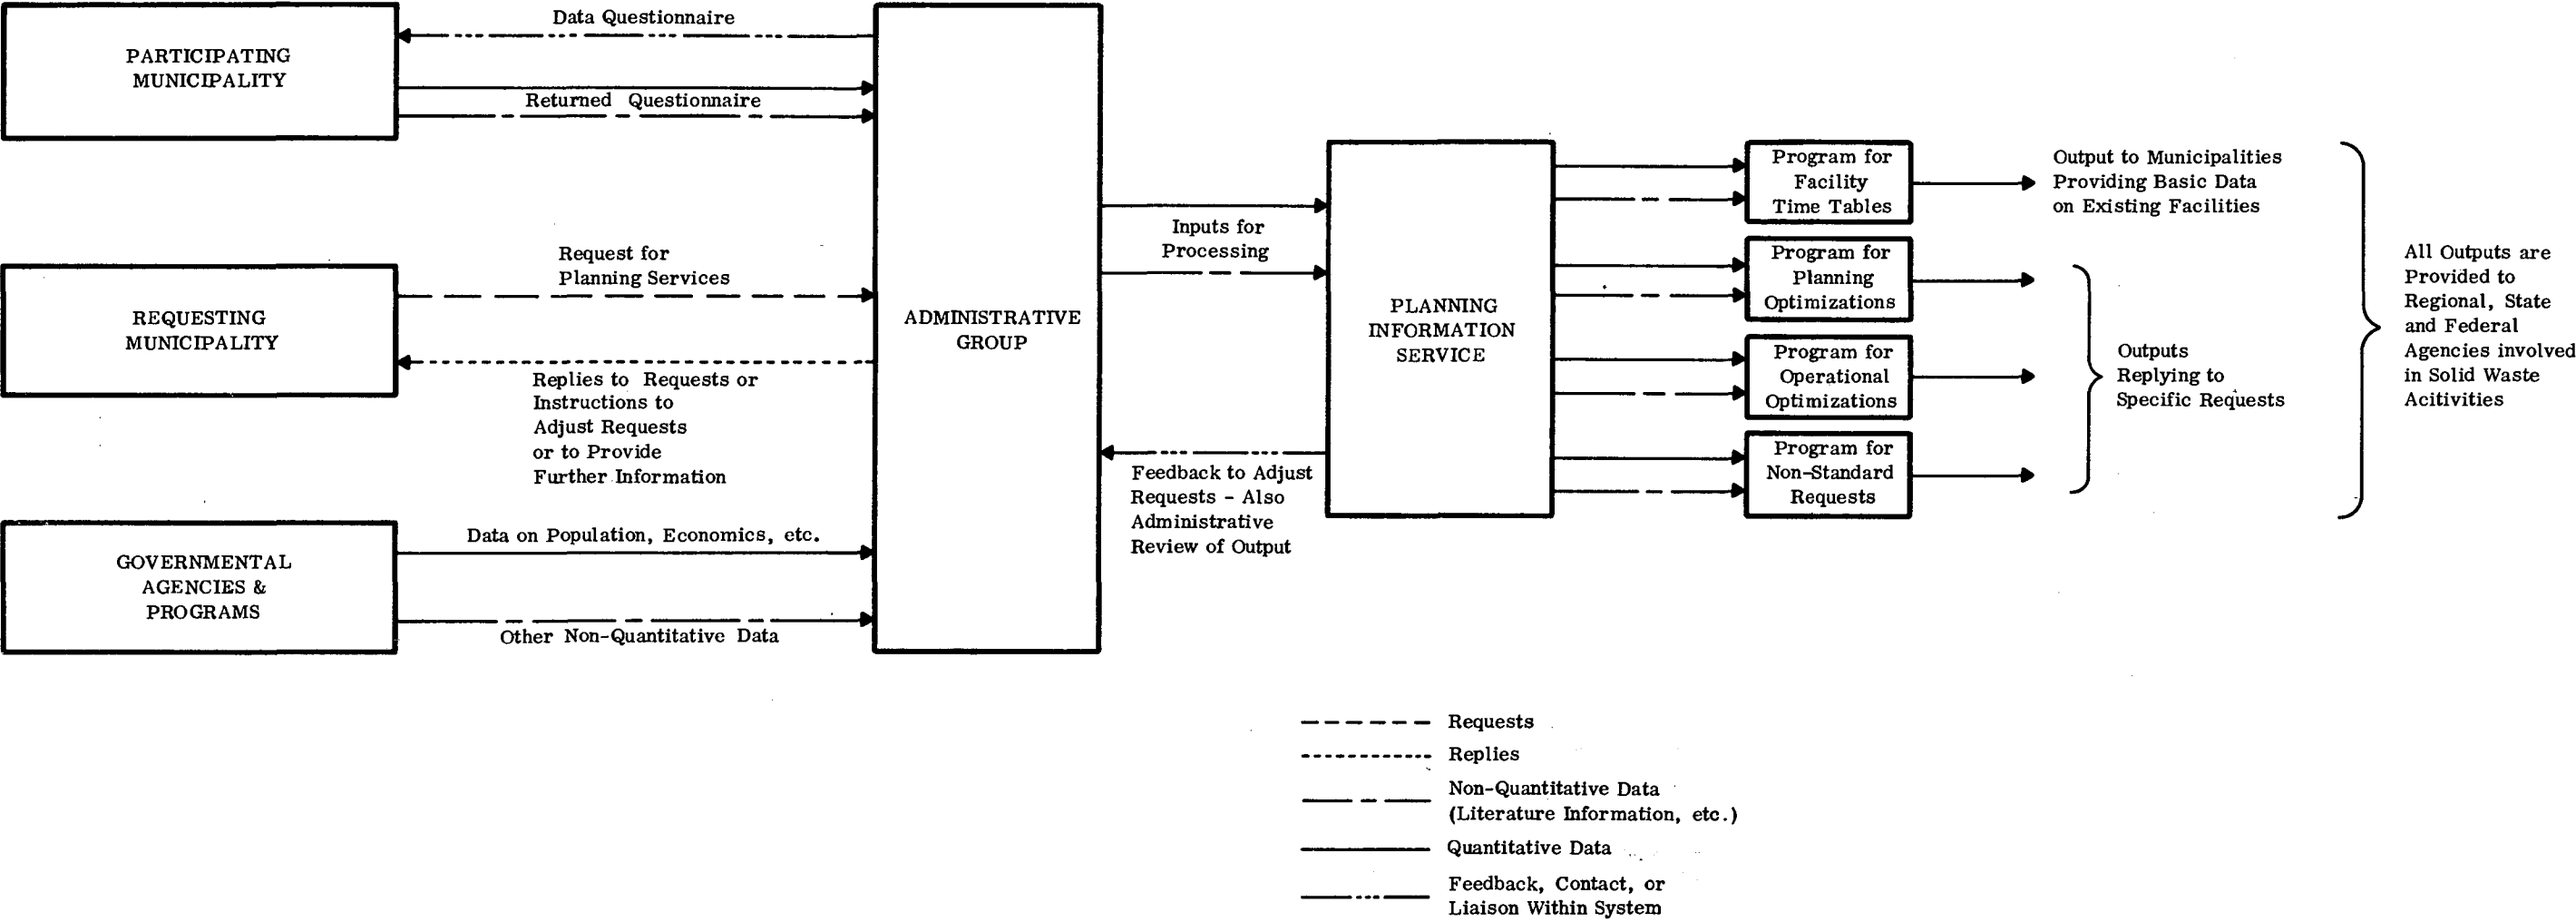 Data Questionnaire
PARTICIPATING
MUNICIPALITY
Returned Questionnaire
Request for
Planning Services
REQUESTING
MUNICIPALITY
Replies to Requests or
Instructions to
Adjust Requests
or to Provide
Further Information
Data on Population, Economics, etc.
GOVERNMENTAL
AGENCIES &
PROGRAMS
Other Non-Quantitative Data
ADMINISTRATIVE
GROUP
Inputs for
Processing
Feedback to Adjust
Requests - Also
Administrative
Review of Output
PLANNING
INFORMATION
SERVICE
Program for
Facility
Time Tables
Program for
Planning
Optimizations
Program for
Operational
Optimizations
Program for
Non-Standard
Requests
Output to Municipalities
Providing Basic Data
on Existing Facilities
Outputs
Replying to
Specific Requests
All Outputs are
Provided to
Regional, State
and Federal
Agencies involved
in Solid Waste
Acitivities
Requests
Replies
Non-Quantitative Data
(Literature Information, etc.)
Quantitative Data
Feedback, Contact, or
Liaison Within System